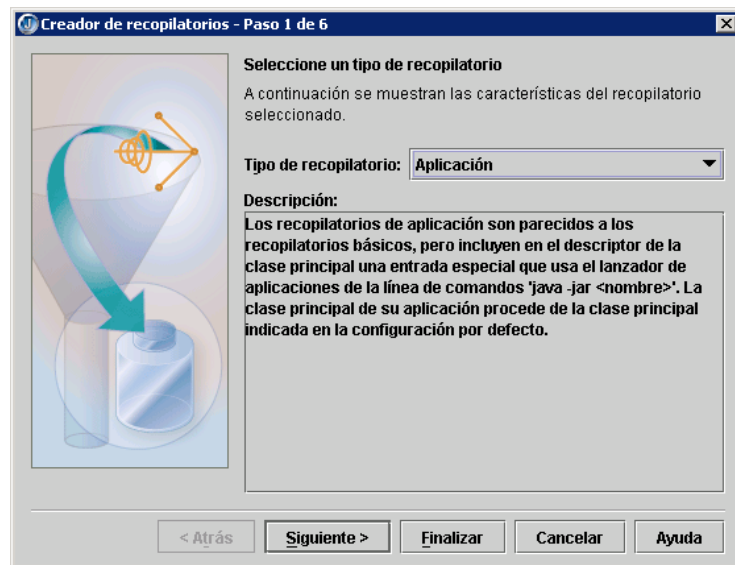 Creador de recopilatorios - Paso 1 de 6
Seleccione un tipo de recopilatorio
A continuación se muestran las características del recopilatorio
seleccionado.
Tipo de recopilatorio: Aplicación
Descripción:
Los recopilatorios de aplicación son parecidos a los
recopilatorios básicos, pero incluyen en el descriptor de la
clase principal una entrada especial que usa el lanzador de
aplicaciones de la línea de comandos 'java -jar <nombre>'. La
clase principal de su aplicación procede de la clase principal
indicada en la configuración por defecto.
< Atrás Siguiente > Finalizar Cancelar Ayuda